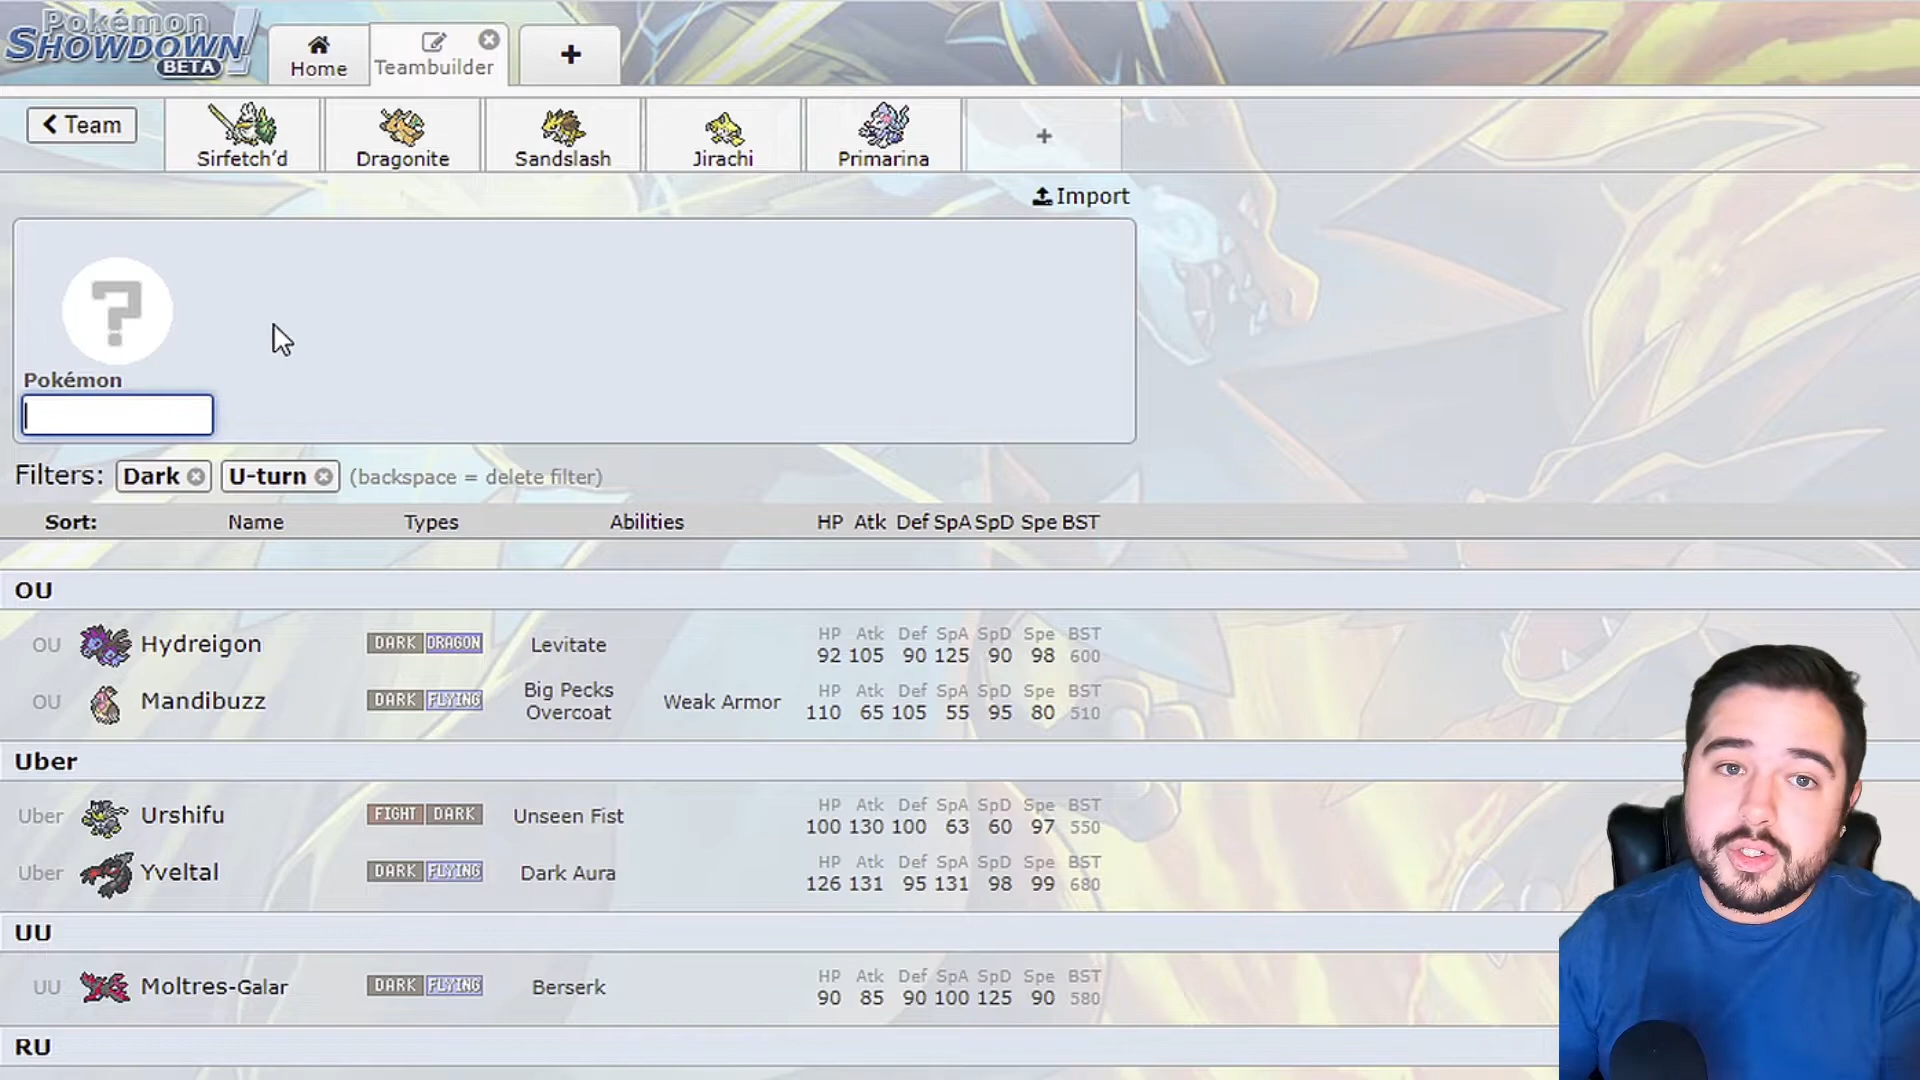 Pokémon
SHOWDOWN!
BETA
Home
Teambuilder
+
Team
Sirfetch'd
Dragonite
Sandslash
Jirachi
Primarina
+
Import
?
Pokémon
Filters: Dark U-turn (backspace = delete filter)
Sort: Name Types Abilities HP Atk Def SpA SpD Spe BST
OU
HP Atk Def SpA SpD Spe BST
OU Hydreigon DARK DRAGON Levitate 92 105 90 125 90 98 600
Big Pecks HP Atk Def SpA SpD Spe BST
OU Mandibuzz DARK FLYING Overcoat Weak Armor 110 65 105 55 95 80 510
Uber
HP Atk Def SpA SpD Spe BST
Uber Urshifu FIGHT DARK Unseen Fist 100 130 100 63 60 97 550
HP Atk Def SpA SpD Spe BST
Uber Yveltal DARK FLYING Dark Aura 126 131 95 131 98 99 680
UU
HP Atk Def SpA SpD Spe BST
UU Moltres-Galar DARK FLYING Berserk 90 85 90 100 125 90 580
RU